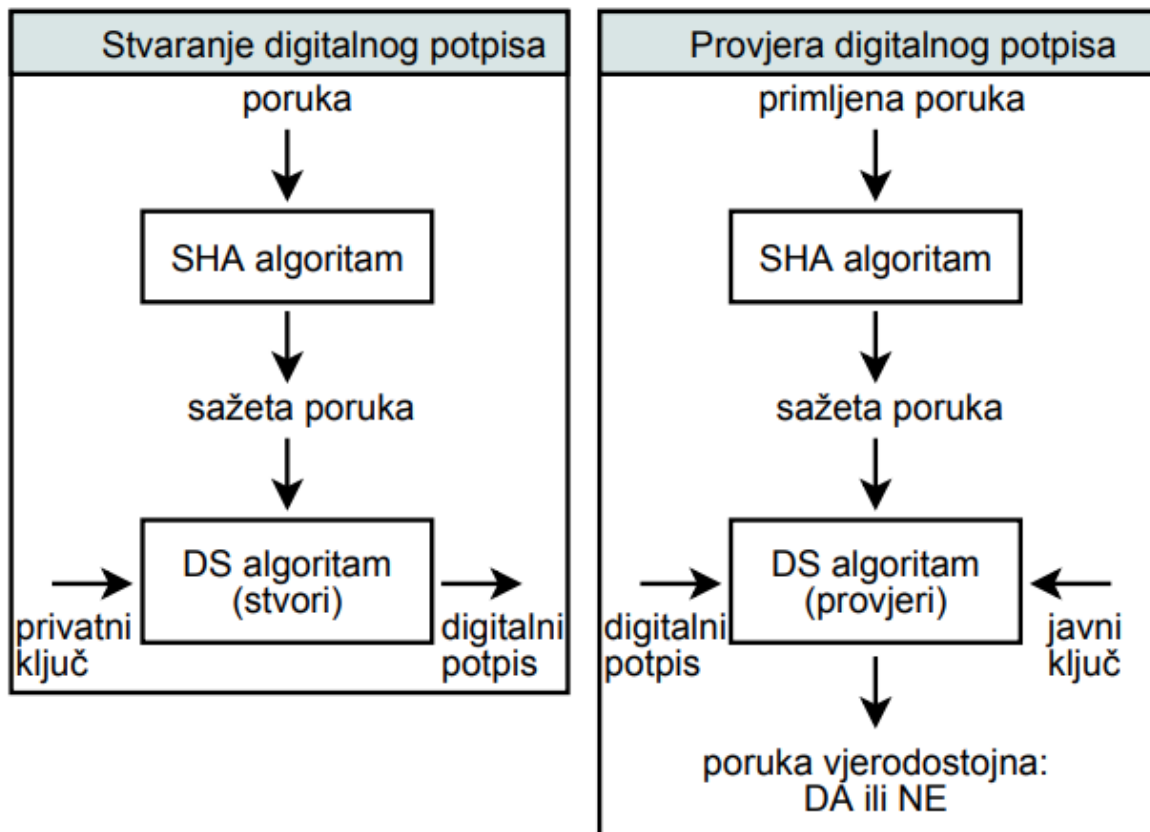 Stvaranje digitalnog potpisa
poruka
SHA algoritam
sažeta poruka
DS algoritam
(stvori)
privatni
ključ
digitalni
potpis
Provjera digitalnog potpisa
primljena poruka
SHA algoritam
sažeta poruka
DS algoritam
(provjeri)
digitalni
potpis
javni
ključ
poruka vjerodostojna:
DA ili NE